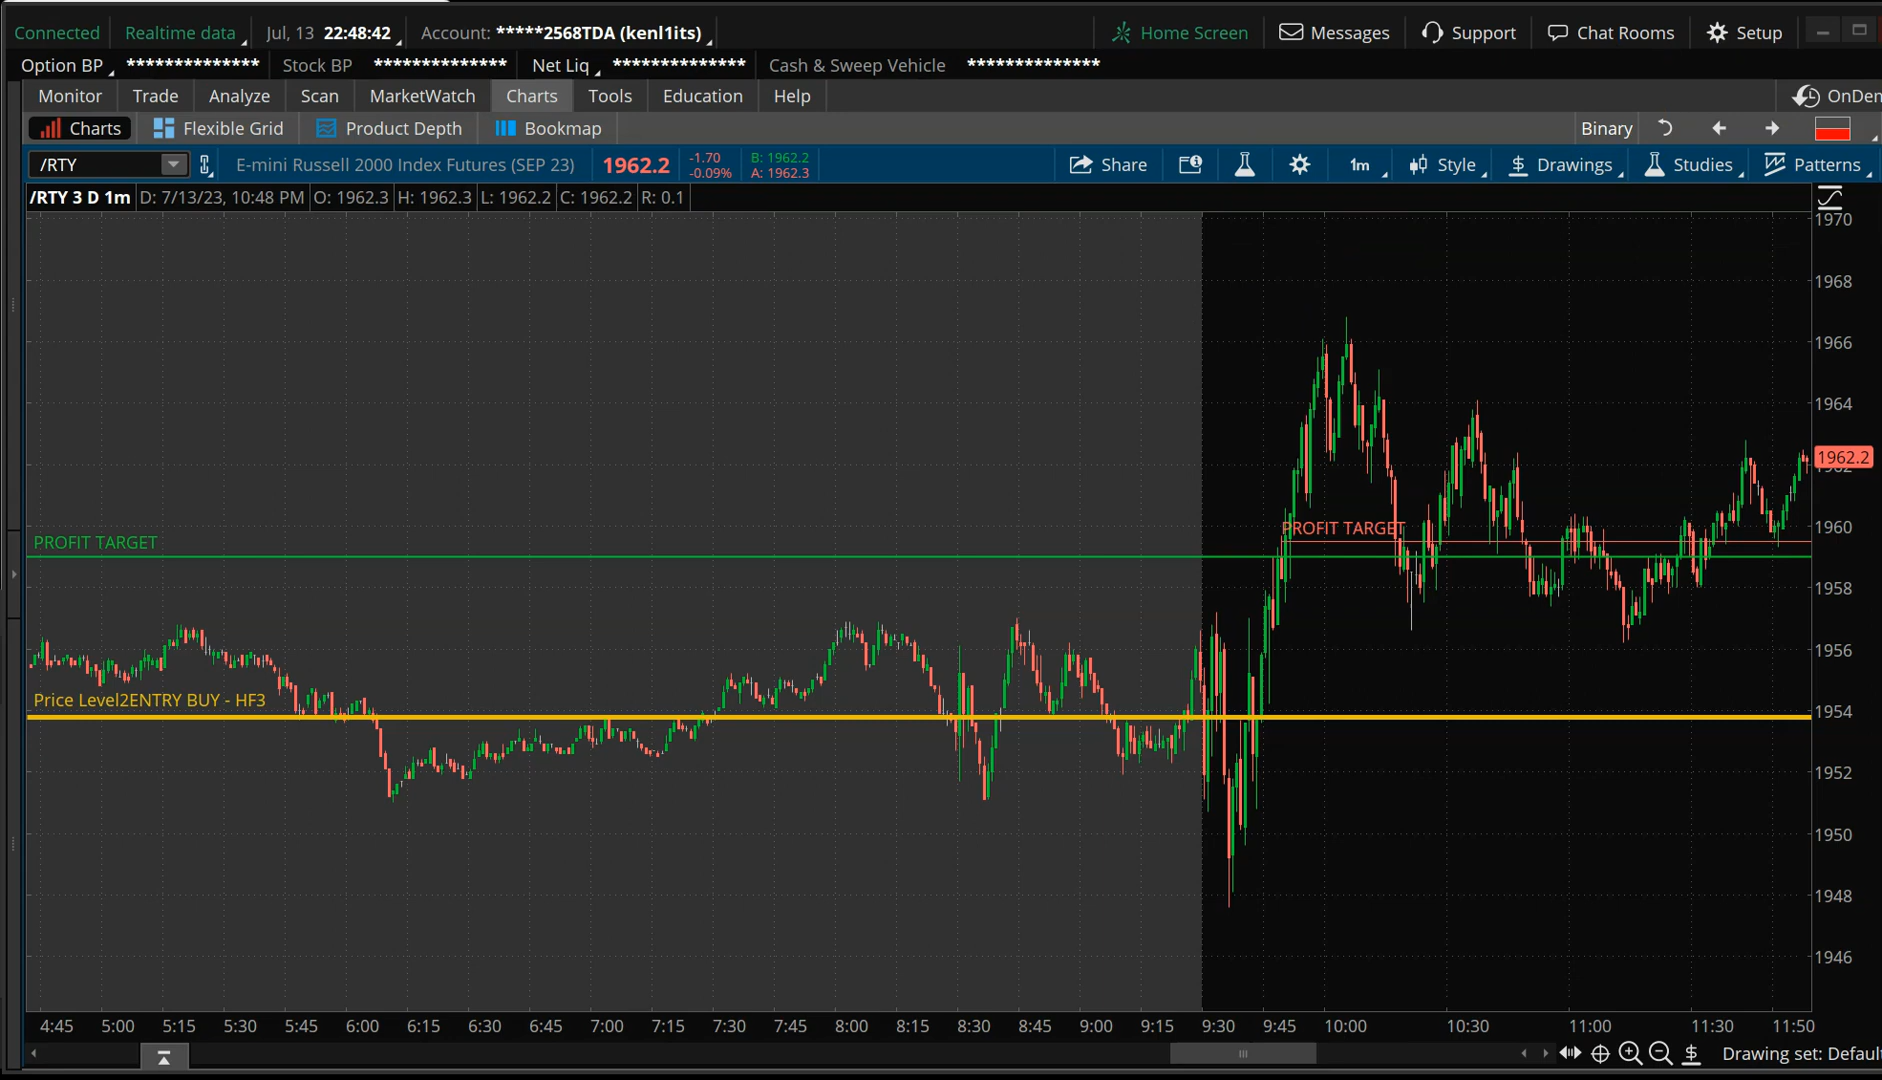 Connected Realtime data Jul, 13 22:48:42 Account: *****2568TDA (kenl1its) Home Screen Messages Support Chat Rooms Setup
Option BP ************** Stock BP ************** Net Liq ************** Cash & Sweep Vehicle **************
Monitor Trade Analyze Scan MarketWatch Charts Tools Education Help OnDen
Charts Flexible Grid Product Depth Bookmap Binary
/RTY E-mini Russell 2000 Index Futures (SEP 23) 1962.2 -1.70 -0.09% B: 1962.2 A: 1962.3 Share 1m Style Drawings Studies Patterns
/RTY 3 D 1m D: 7/13/23, 10:48 PM O: 1962.3 H: 1962.3 L: 1962.2 C: 1962.2 R: 0.1
1970
1968
1966
1964
1962.2
1962
PROFIT TARGET
1960
PROFIT TARGET
1958
1956
Price Level2ENTRY BUY - HF3
1954
1952
1950
1948
1946
4:45 5:00 5:15 5:30 5:45 6:00 6:15 6:30 6:45 7:00 7:15 7:30 7:45 8:00 8:15 8:30 8:45 9:00 9:15 9:30 9:45 10:00 10:30 11:00 11:30 11:50
Drawing set: Defaul